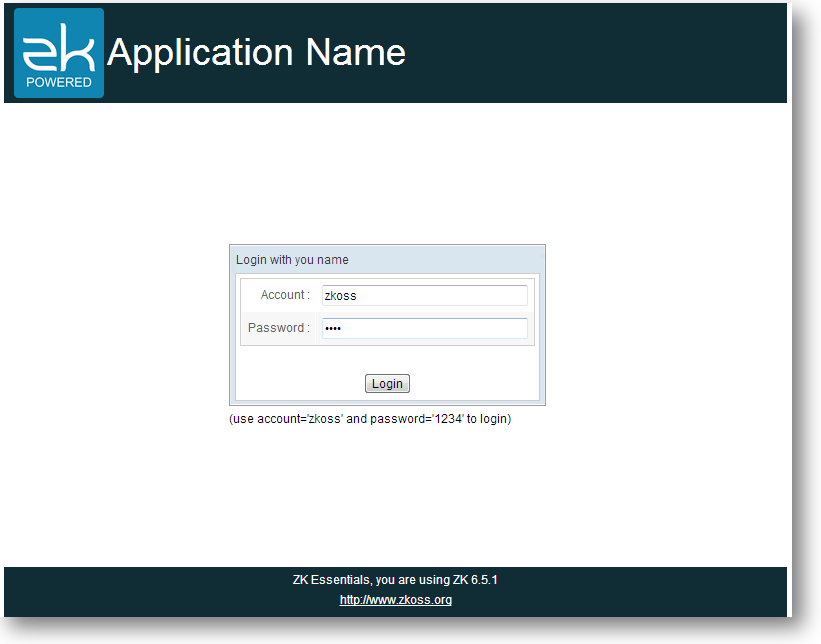 zk
POWERED
Application Name
Login with you name
Account :
zkoss
Password :
••••
Login
(use account='zkoss' and password='1234' to login)
ZK Essentials, you are using ZK 6.5.1
http://www.zkoss.org